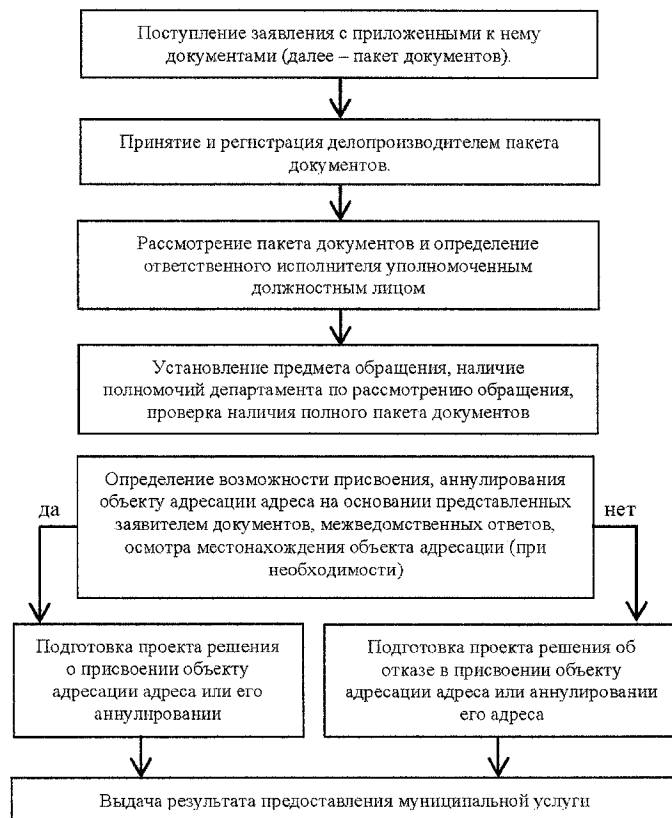 Поступление заявления с приложенными к нему
документами (далее – пакет документов).
Принятие и регистрация делопроизводителем пакета
документов.
Рассмотрение пакета документов и определение
ответственного исполнителя уполномоченным
должностным лицом
Установление предмета обращения, наличие
полномочий департамента по рассмотрению обращения,
проверка наличия полного пакета документов
Определение возможности присвоения, аннулирования
объекту адресации адреса на основании представленных
заявителем документов, межведомственных ответов,
осмотра местонахождения объекта адресации (при
необходимости)
да
нет
Подготовка проекта решения
о присвоении объекту
адресации адреса или его
аннулировании
Подготовка проекта решения об
отказе в присвоении объекту
адресации адреса или аннулировании
его адреса
Выдача результата предоставления муниципальной услуги